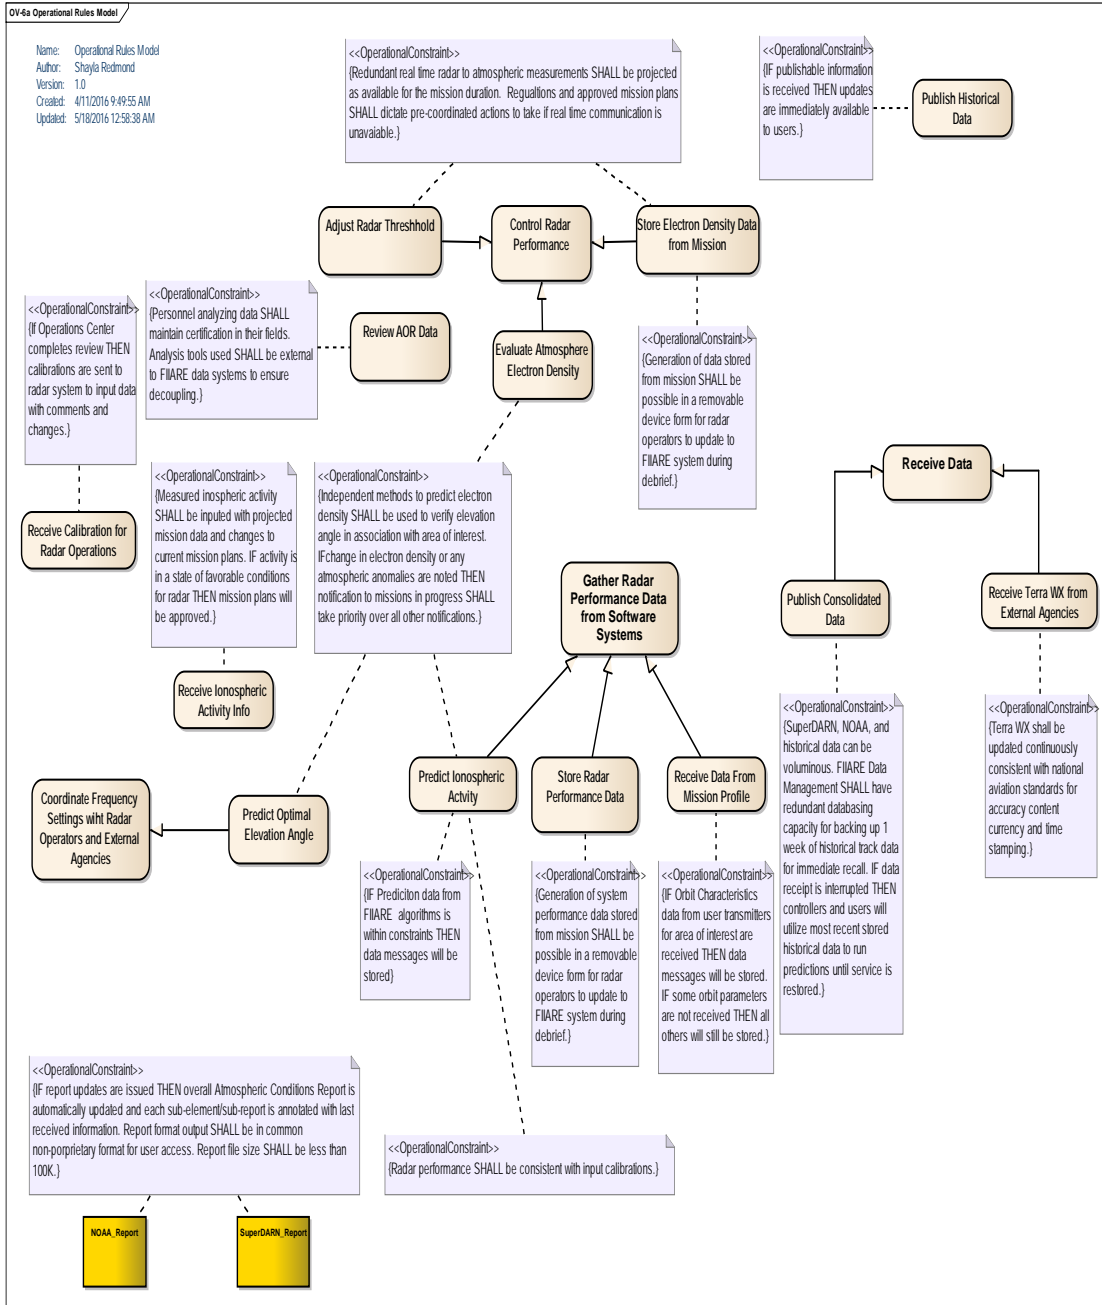 OV-6a Operational Rules Model
Name: Operational Rules Model
Author: Shayla Redmond
Version: 1.0
Created: 4/11/2016 9:49:55 AM
Updated: 5/18/2016 12:58:38 AM
<<OperationalConstraint>>
{Redundant real time radar to atmospheric measurements SHALL be projected
as available for the mission duration. Regualtions and approved mission plans
SHALL dictate pre-coordinated actions to take if real time communication is
unavaiable.}
<<OperationalConstraint>>
{IF publishable information
is received THEN updates
are immediately available
to users.}
Publish Historical
Data
Adjust Radar Threshhold
Control Radar
Performance
Store Electron Density Data
from Mission
<<OperationalConstraint>>
{If Operations Center
completes review THEN
calibrations are sent to
radar system to input data
with comments and
changes.}
<<OperationalConstraint>>
{Personnel analyzing data SHALL
maintain certification in their fields.
Analysis tools used SHALL be external
to FIIARE data systems to ensure
decoupling.}
Review AOR Data
Evaluate Atmosphere
Electron Density
<<OperationalConstraint>>
{Generation of data stored
from mission SHALL be
possible in a removable
device form for radar
operators to update to
FIIARE system during
debrief.}
Receive Data
Receive Calibration for
Radar Operations
<<OperationalConstraint>>
{Measured inospheric activity
SHALL be inputed with projected
mission data and changes to
current mission plans. IF activity is
in a state of favorable conditions
for radar THEN mission plans will
be approved.}
<<OperationalConstraint>>
{Independent methods to predict electron
density SHALL be used to verify elevation
angle in association with area of interest.
IFchange in electron density or any
atmospheric anomalies are noted THEN
notification to missions in progress SHALL
take priority over all other notifications.}
Gather Radar
Performance Data
from Software
Systems
Publish Consolidated
Data
Receive Terra WX from
External Agencies
Receive Ionospheric
Activity Info
<<OperationalConstraint>>
{SuperDARN, NOAA, and
historical data can be
voluminous. FIIARE Data
Management SHALL have
redundant databasing
capacity for backing up 1
week of historical track data
for immediate recall. IF data
receipt is interrupted THEN
controllers and users will
utilize most recent stored
historical data to run
predictions until service is
restored.}
<<OperationalConstraint>>
{Terra WX shall be
updated continuously
consistent with national
aviation standards for
accuracy content
currency and time
stamping.}
Coordinate Frequency
Settings wiht Radar
Operators and External
Agencies
Predict Optimal
Elevation Angle
Predict Ionospheric
Actvity
Store Radar
Performance Data
Receive Data From
Mission Profile
<<OperationalConstraint>>
{IF Prediciton data from
FIIARE algorithms is
within constraints THEN
data messages will be
stored}
<<OperationalConstraint>>
{Generation of system
performance data stored
from mission SHALL be
possible in a removable
device form for radar
operators to update to
FIIARE system during
debrief.}
<<OperationalConstraint>>
{IF Orbit Characteristics
data from user transmitters
for area of interest are
received THEN data
messages will be stored.
IF some orbit parameters
are not received THEN all
others will still be stored.}
<<OperationalConstraint>>
{IF report updates are issued THEN overall Atmospheric Conditions Report is
automatically updated and each sub-element/sub-report is annotated with last
received information. Report format output SHALL be in common
non-porprietary format for user access. Report file size SHALL be less than
100K.}
<<OperationalConstraint>>
{Radar performance SHALL be consistent with input calibrations.}
NOAA_Report
SuperDARN_Report